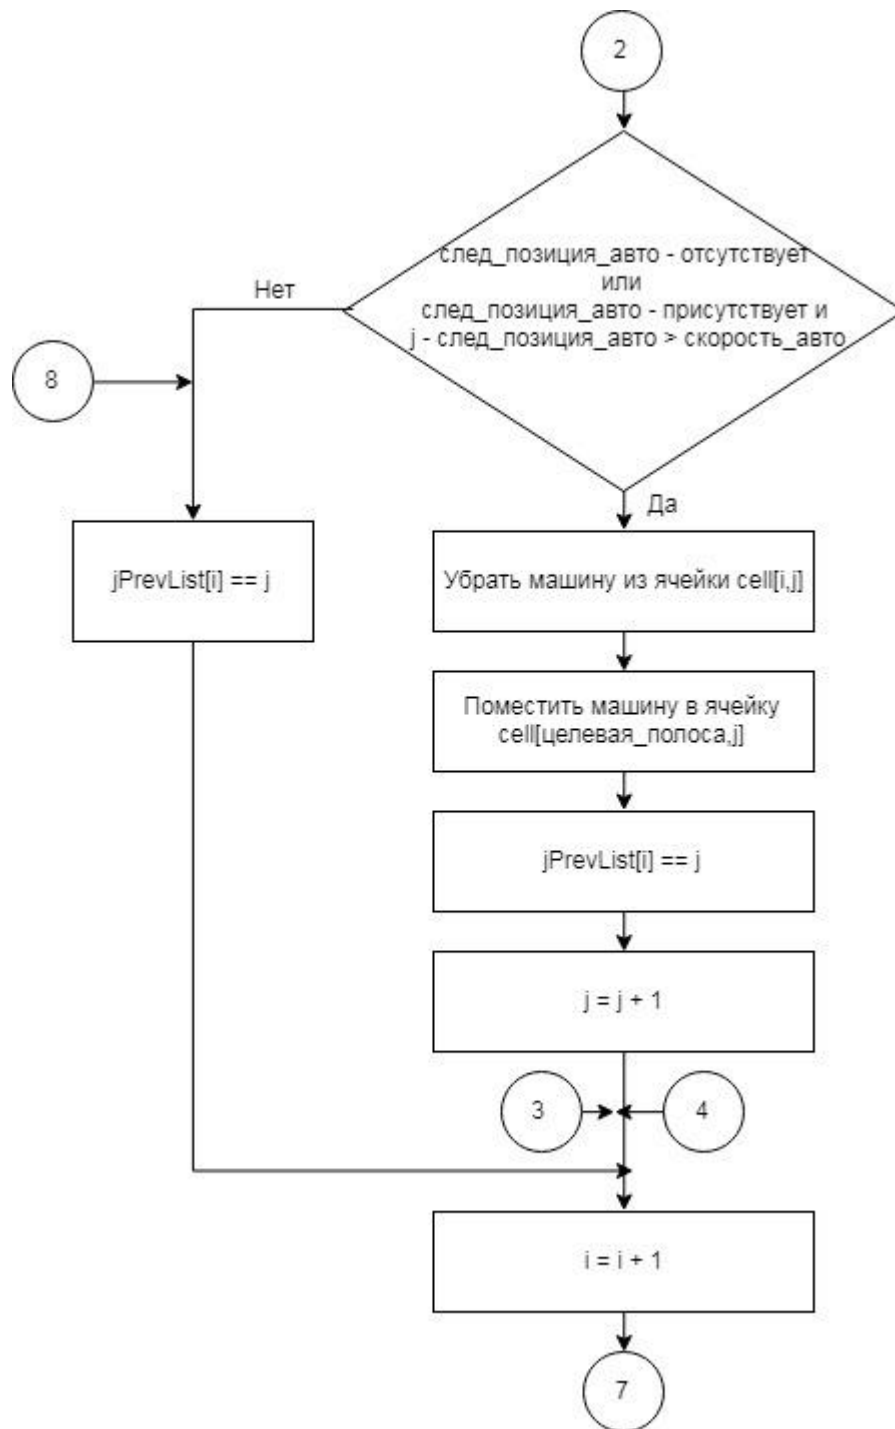 2
след_позиция_авто - отсутствует
или
след_позиция_авто - присутствует и
j - след_позиция_авто > скорость_авто
Нет
8
Да
jPrevList[i] == j
Убрать машину из ячейки cell[i,j]
Поместить машину в ячейку
cell[целевая_полоса,j]
jPrevList[i] == j
j = j + 1
3
4
i = i + 1
7